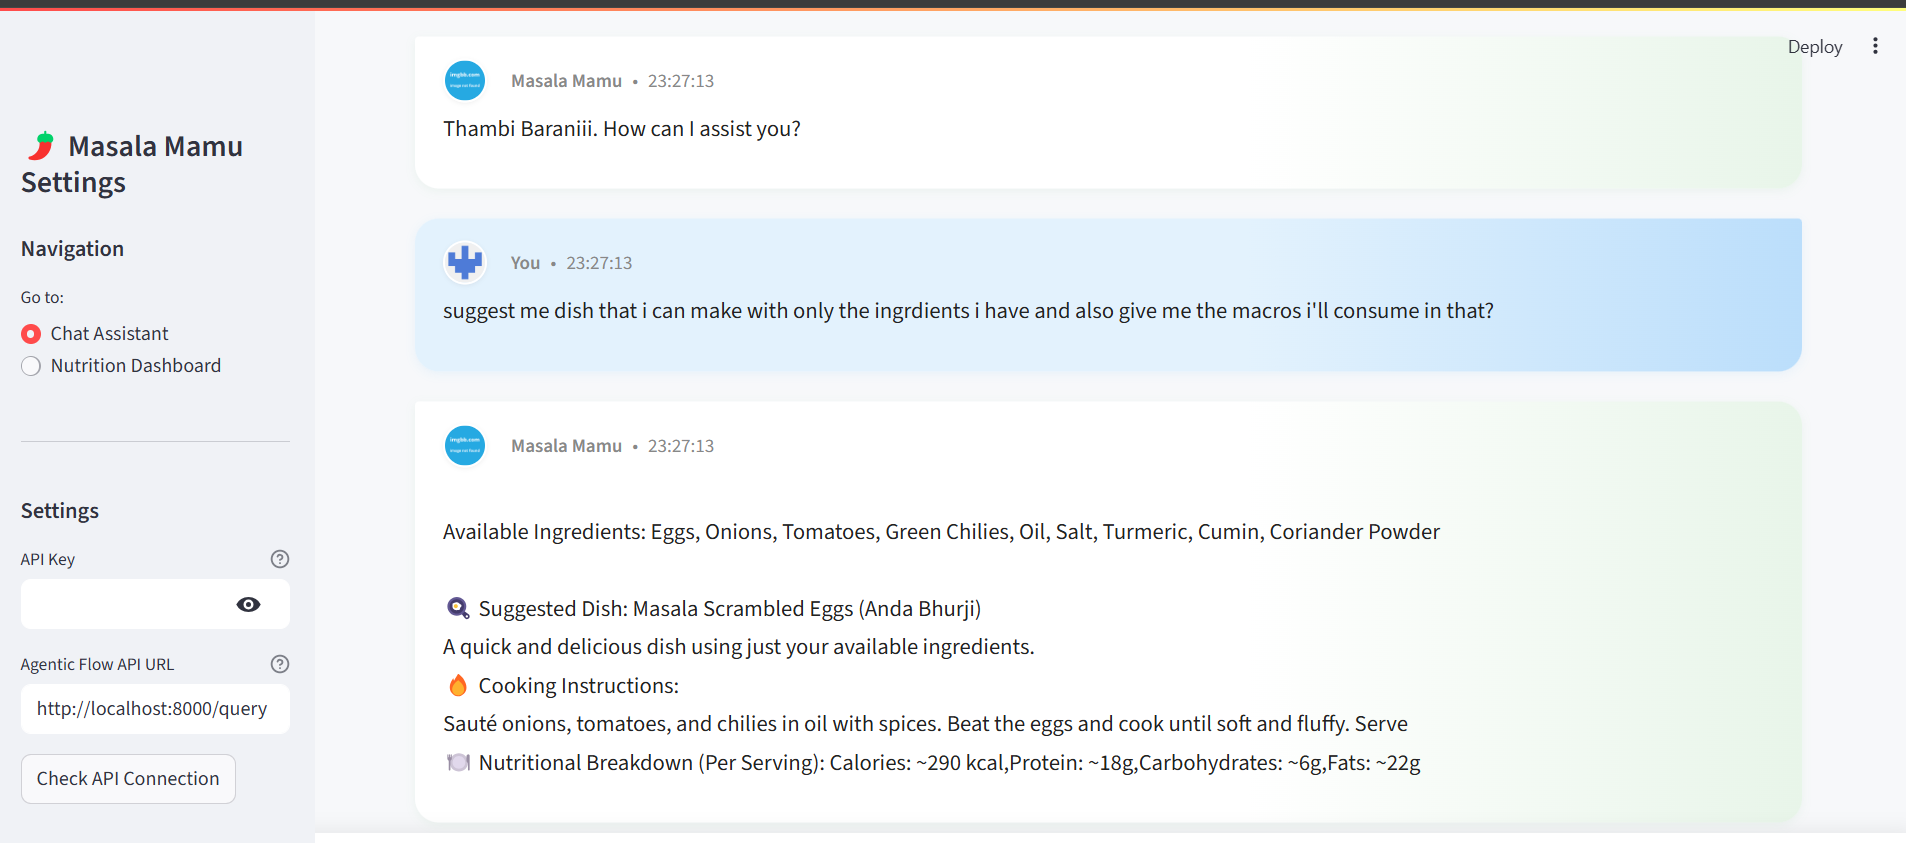 Deploy
🌶️ Masala Mamu
Settings
Navigation
Go to:
Chat Assistant
Nutrition Dashboard
Settings
API Key
Agentic Flow API URL
http://localhost:8000/query
Check API Connection
Masala Mamu • 23:27:13
Thambi Baraniii. How can I assist you?
You • 23:27:13
suggest me dish that i can make with only the ingrdients i have and also give me the macros i'll consume in that?
Masala Mamu • 23:27:13
Available Ingredients: Eggs, Onions, Tomatoes, Green Chilies, Oil, Salt, Turmeric, Cumin, Coriander Powder
🍳 Suggested Dish: Masala Scrambled Eggs (Anda Bhurji)
A quick and delicious dish using just your available ingredients.
🔥 Cooking Instructions:
Sauté onions, tomatoes, and chilies in oil with spices. Beat the eggs and cook until soft and fluffy. Serve
🍽️ Nutritional Breakdown (Per Serving): Calories: ~290 kcal,Protein: ~18g,Carbohydrates: ~6g,Fats: ~22g